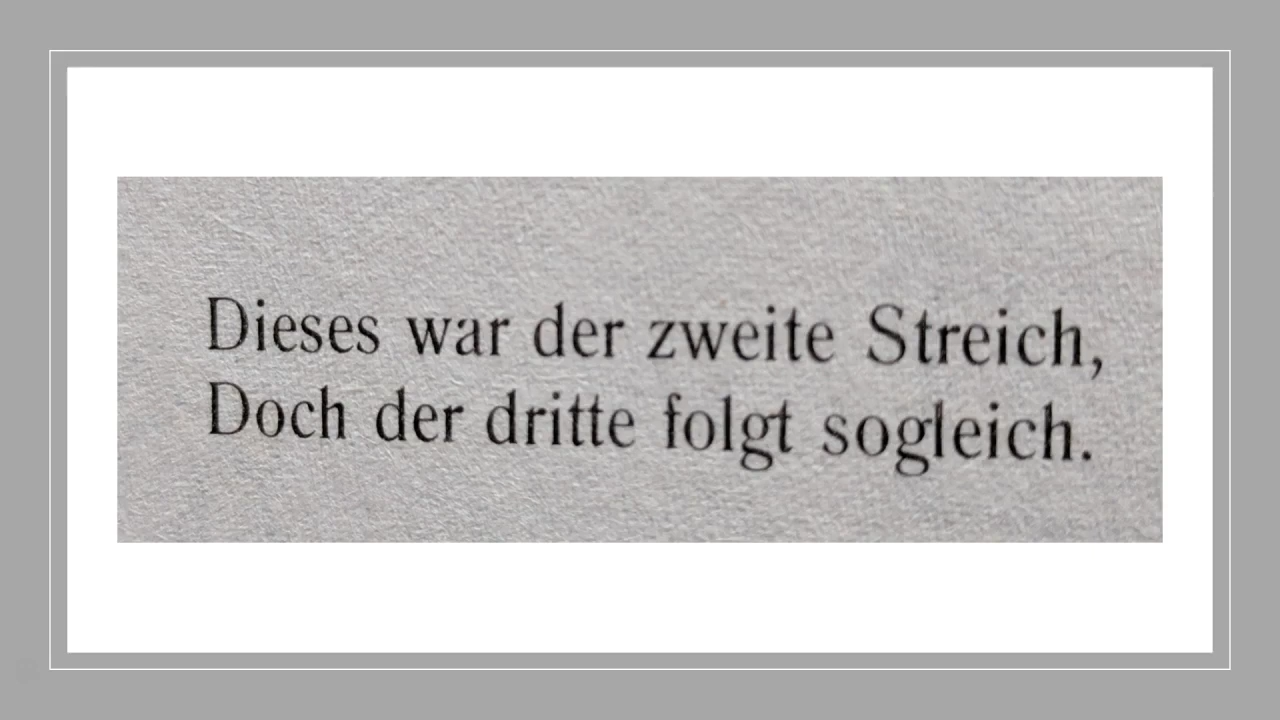 Dieses war der zweite Streich,
Doch der dritte folgt sogleich.